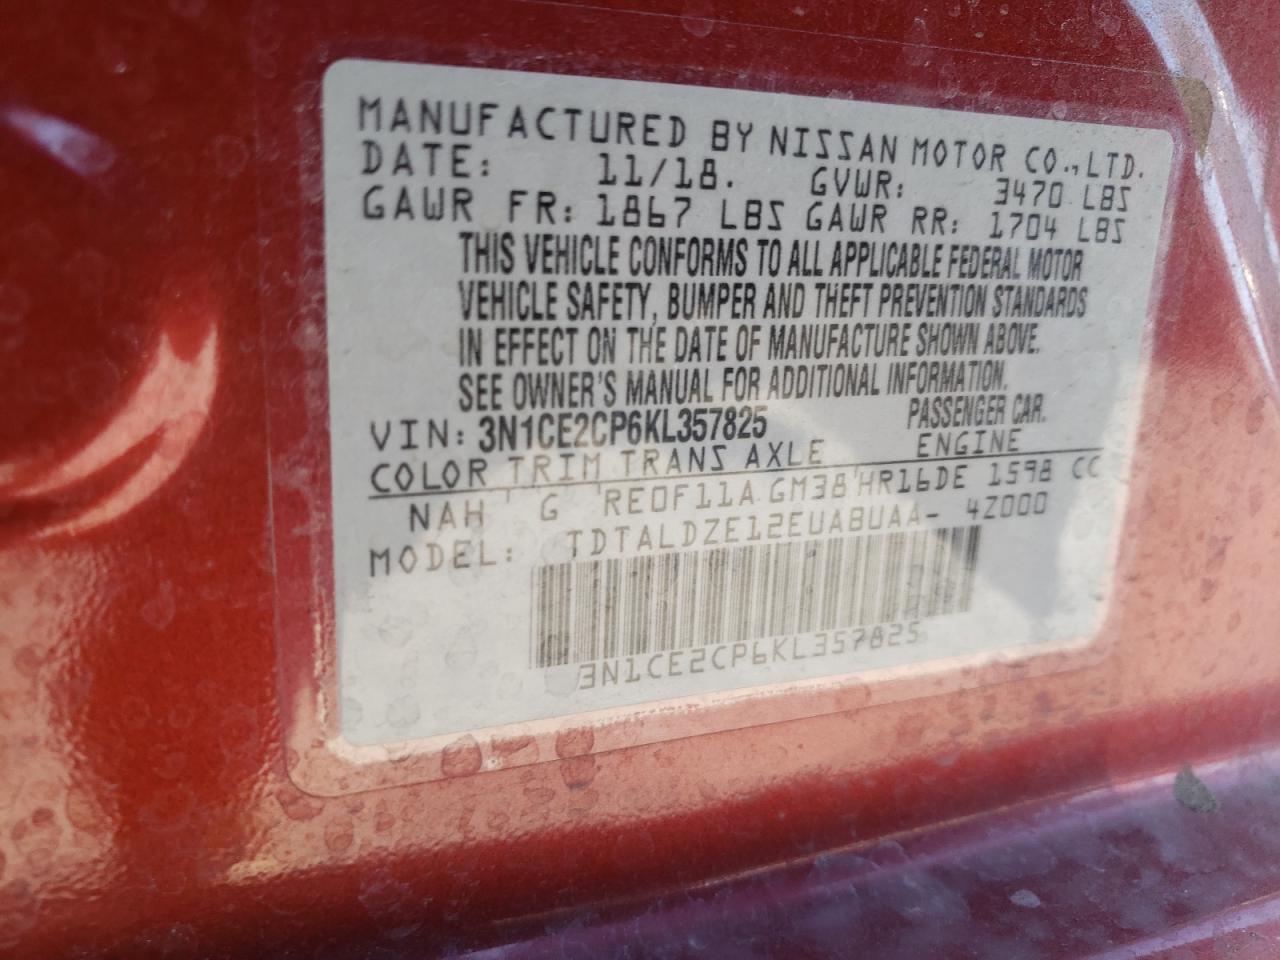 MANUFACTURED BY NISSAN MOTOR CO., LTD.
DATE: 11/18. GVWR: 3470 LBS
GAWR FR: 1867 LBS GAWR RR: 1704 LBS
THIS VEHICLE CONFORMS TO ALL APPLICABLE FEDERAL MOTOR
VEHICLE SAFETY, BUMPER AND THEFT PREVENTION STANDARDS
IN EFFECT ON THE DATE OF MANUFACTURE SHOWN ABOVE.
SEE OWNER'S MANUAL FOR ADDITIONAL INFORMATION.
PASSENGER CAR.
VIN: 3N1CE2CP6KL357825
COLOR TRIM TRANS AXLE ENGINE
NAH G RE0F11A GM38 HR16DE 1598 CC
MODEL: TDTALDZE12EUABUAA- 4Z000
3N1CE2CP6KL357825